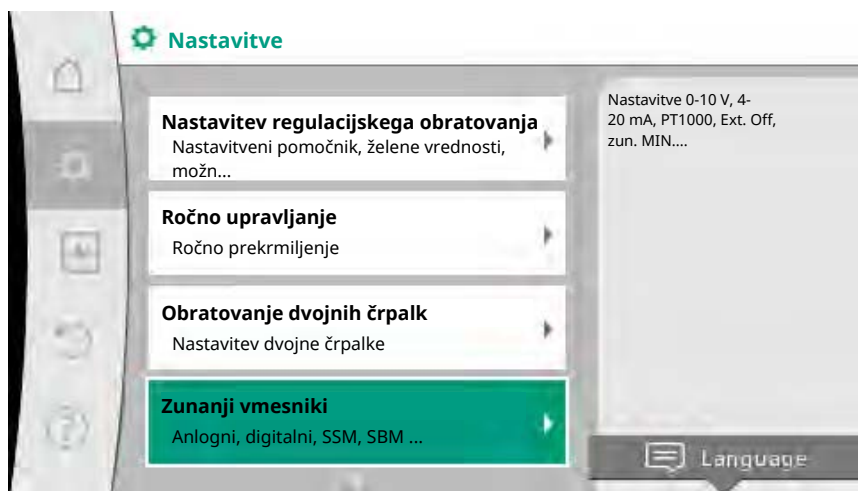 Nastavitve
Nastavitev regulacijskega obratovanja
Nastavitveni pomočnik, želene vrednosti,
možn...
Ročno upravljanje
Ročno prekrmiljenje
Obratovanje dvojnih črpalk
Nastavitev dvojne črpalke
Zunanji vmesniki
Anlogni, digitalni, SSM, SBM ...
Nastavitve 0-10 V, 4-
20 mA, PT1000, Ext. Off,
zun. MIN....
Language